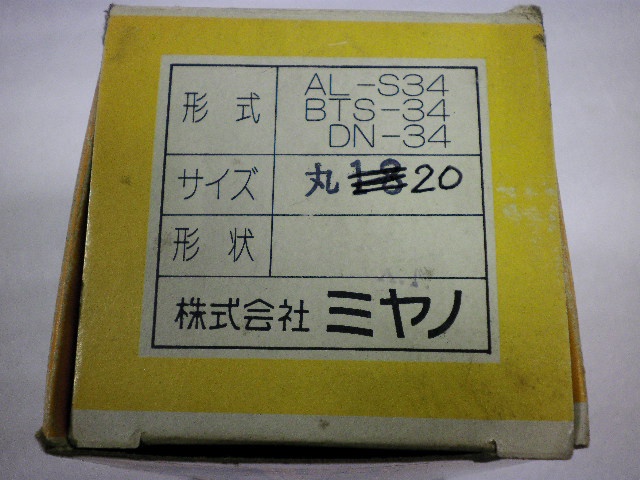 形式 AL-S34
BTS-34
DN-34
サイズ 丸 18 20
形状
株式会社 ミヤノ